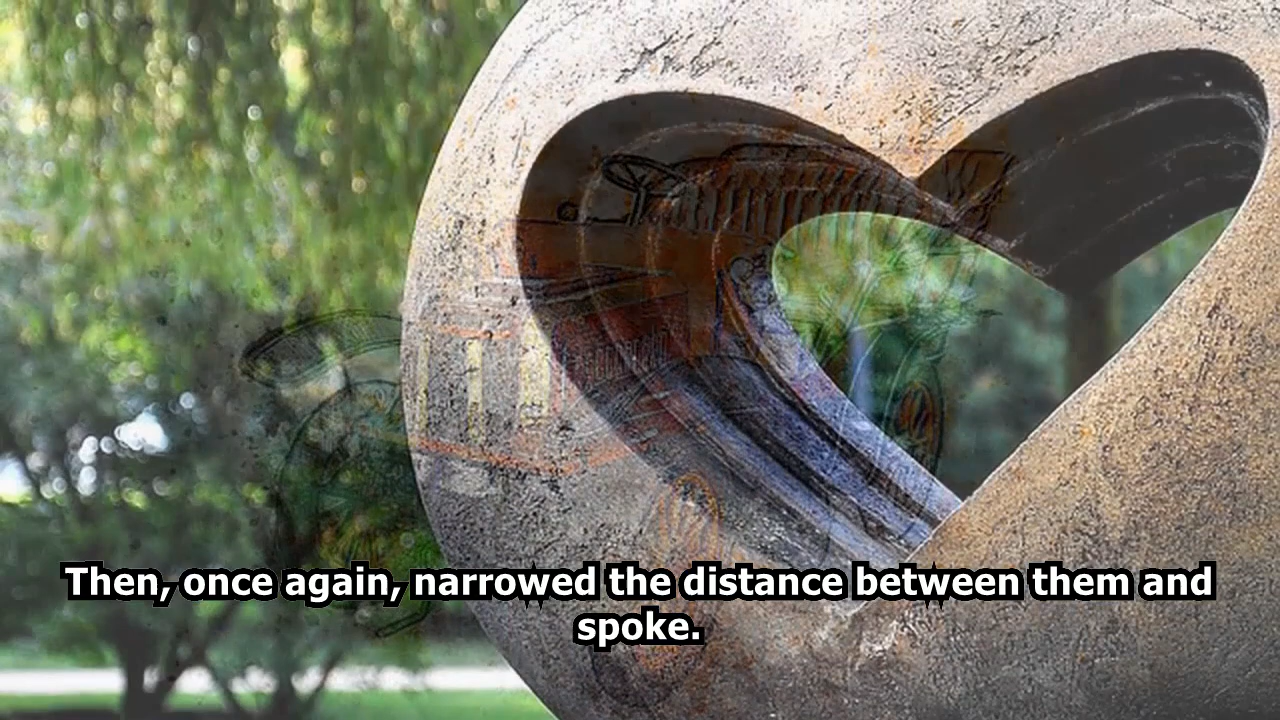 Then, once again, narrowed the distance between them and
spoke.